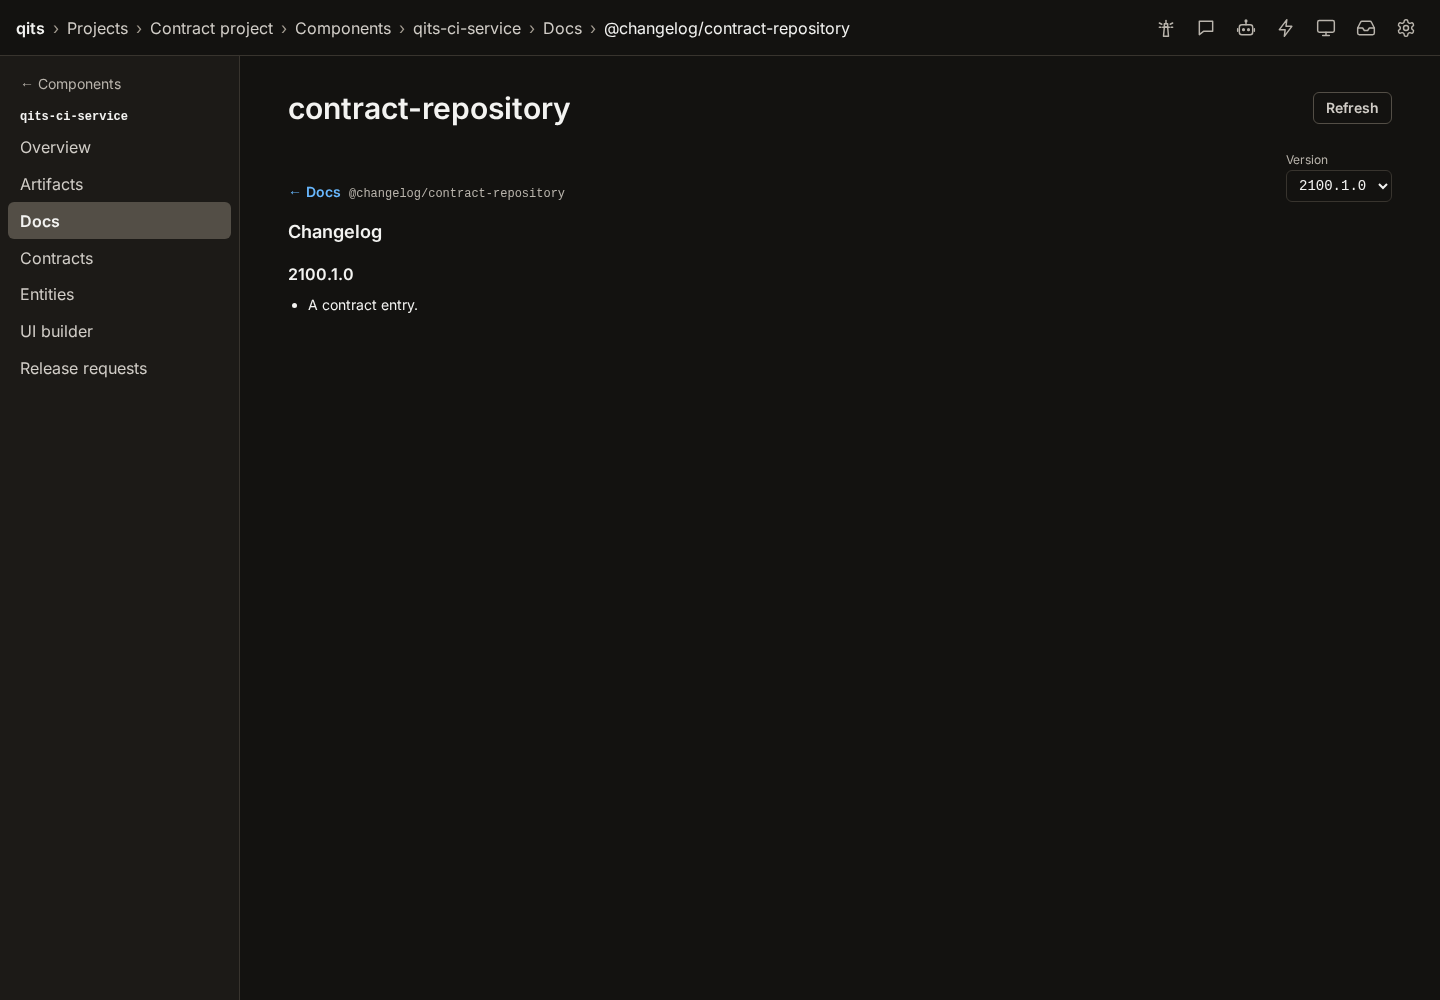 qits › Projects › Contract project › Components › qits-ci-service › Docs › @changelog/contract-repository
← Components
qits-ci-service
Overview
Artifacts
Docs
Contracts
Entities
UI builder
Release requests
contract-repository
Refresh
Version
2100.1.0
← Docs @changelog/contract-repository
Changelog
2100.1.0
• A contract entry.